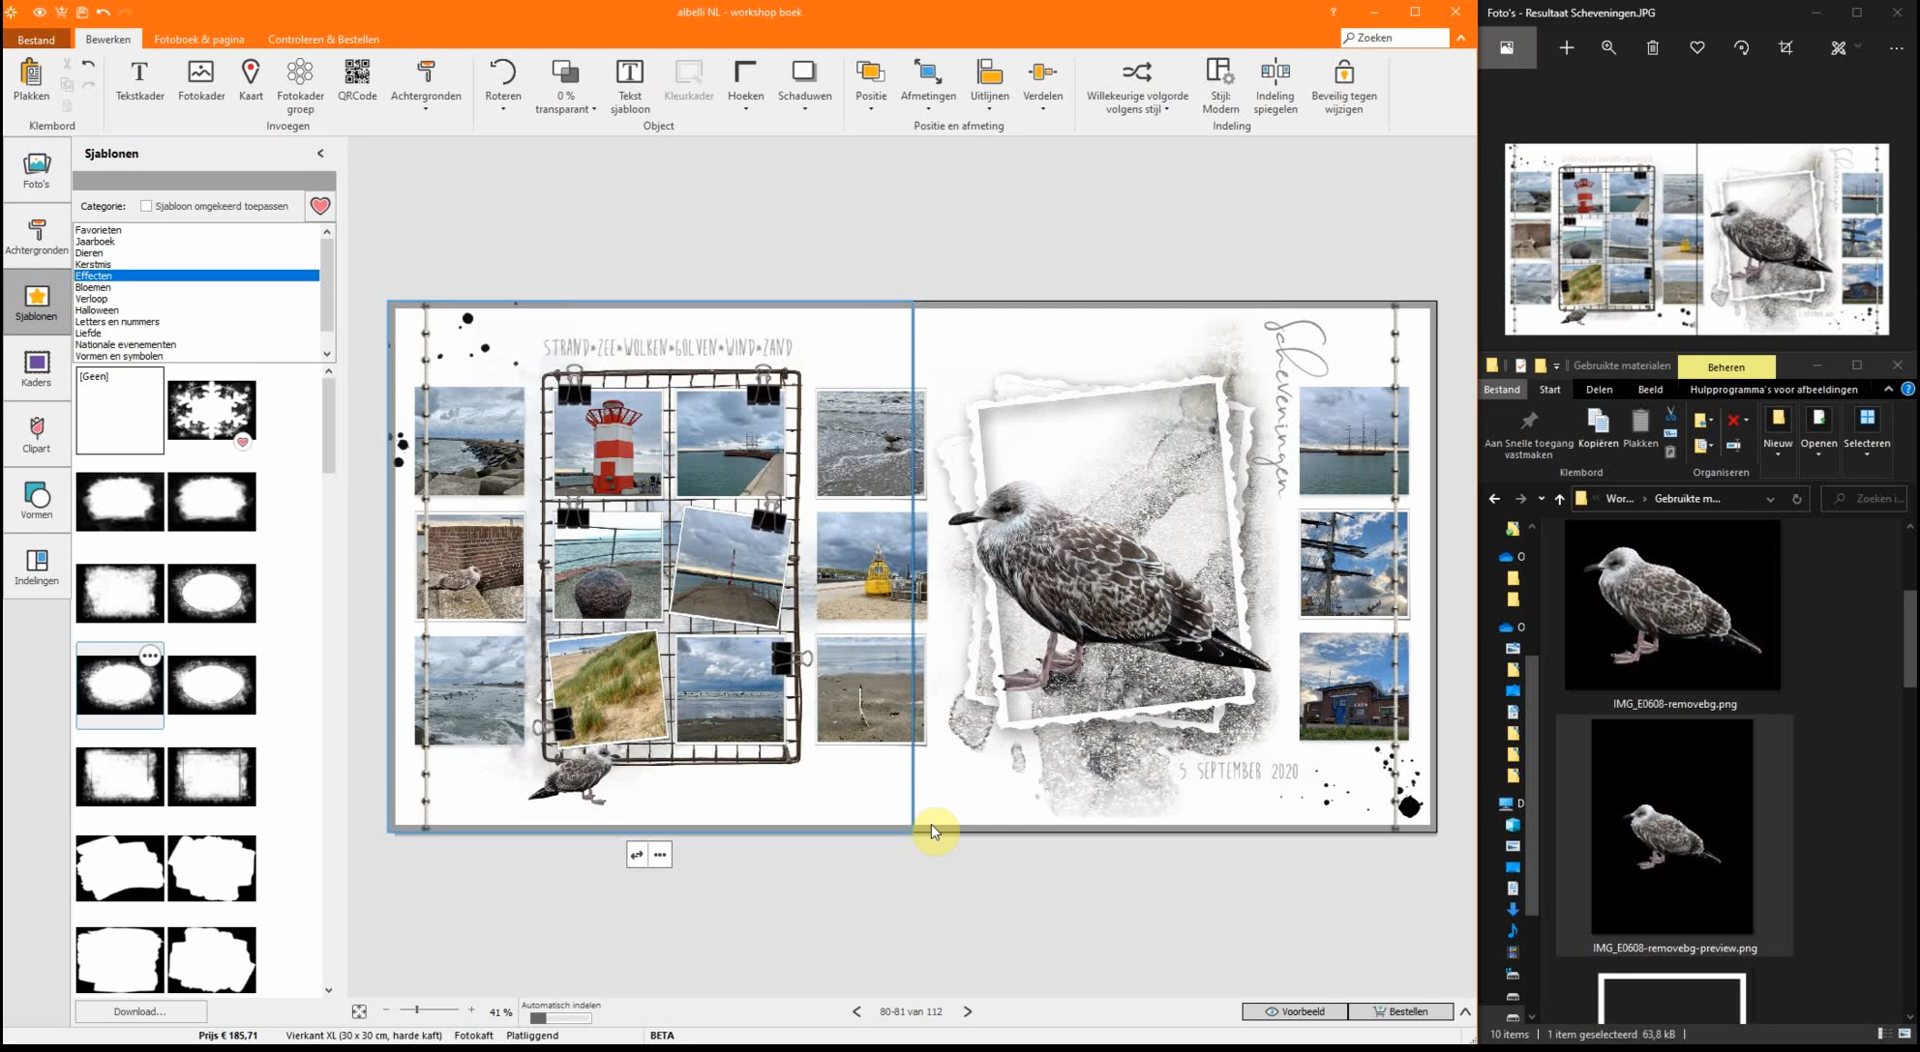 albelli NL - workshop boek
?
Bestand
Bewerken
Fotoboek & pagina
Controleren & Bestellen
Zoeken
Plakken
Klembord
Tekstkader
Fotokader
Kaart
Fotokader
groep
QRCode
Achtergronden
Invoegen
Roteren
0 %
transparant
Tekst
sjabloon
Kleurkader
Hoeken
Schaduwen
Object
Positie
Afmetingen
Uitlijnen
Verdelen
Positie en afmeting
Willekeurige volgorde
volgens stijl
Stijl:
Modern
Indeling
spiegelen
Beveilig tegen
wijzigen
Indeling
Foto's
Achtergronden
Sjablonen
Kaders
Clipart
Vormen
Indelingen
Sjablonen
Categorie:
Sjabloon omgekeerd toepassen
Favorieten
Jaarboek
Dieren
Kerstmis
Effecten
Bloemen
Verloop
Halloween
Letters en nummers
Liefde
Nationale evenementen
Vormen en symbolen
[Geen]
Download...
STRAND*ZEE*WOLKEN*GOLVEN*WIND*ZAND
Scheveningen
5 SEPTEMBER 2020
41 %
Automatisch indelen
80-81 van 112
Voorbeeld
Bestellen
Prijs € 185,71
Vierkant XL (30 x 30 cm, harde kaft)
Fotokaft
Platliggend
BETA
Foto's - Resultaat Scheveningen.JPG
Gebruikte materialen
Beheren
Bestand
Start
Delen
Beeld
Hulpprogramma's voor afbeeldingen
Aan Snelle toegang
vastmaken
Kopiëren
Plakken
Klembord
Organiseren
Nieuw
Openen
Selecteren
Wor...
Gebruikte m...
Zoeken i...
O
O
D
IMG_E0608-removebg.png
IMG_E0608-removebg-preview.png
10 items
1 item geselecteerd
63,8 kB